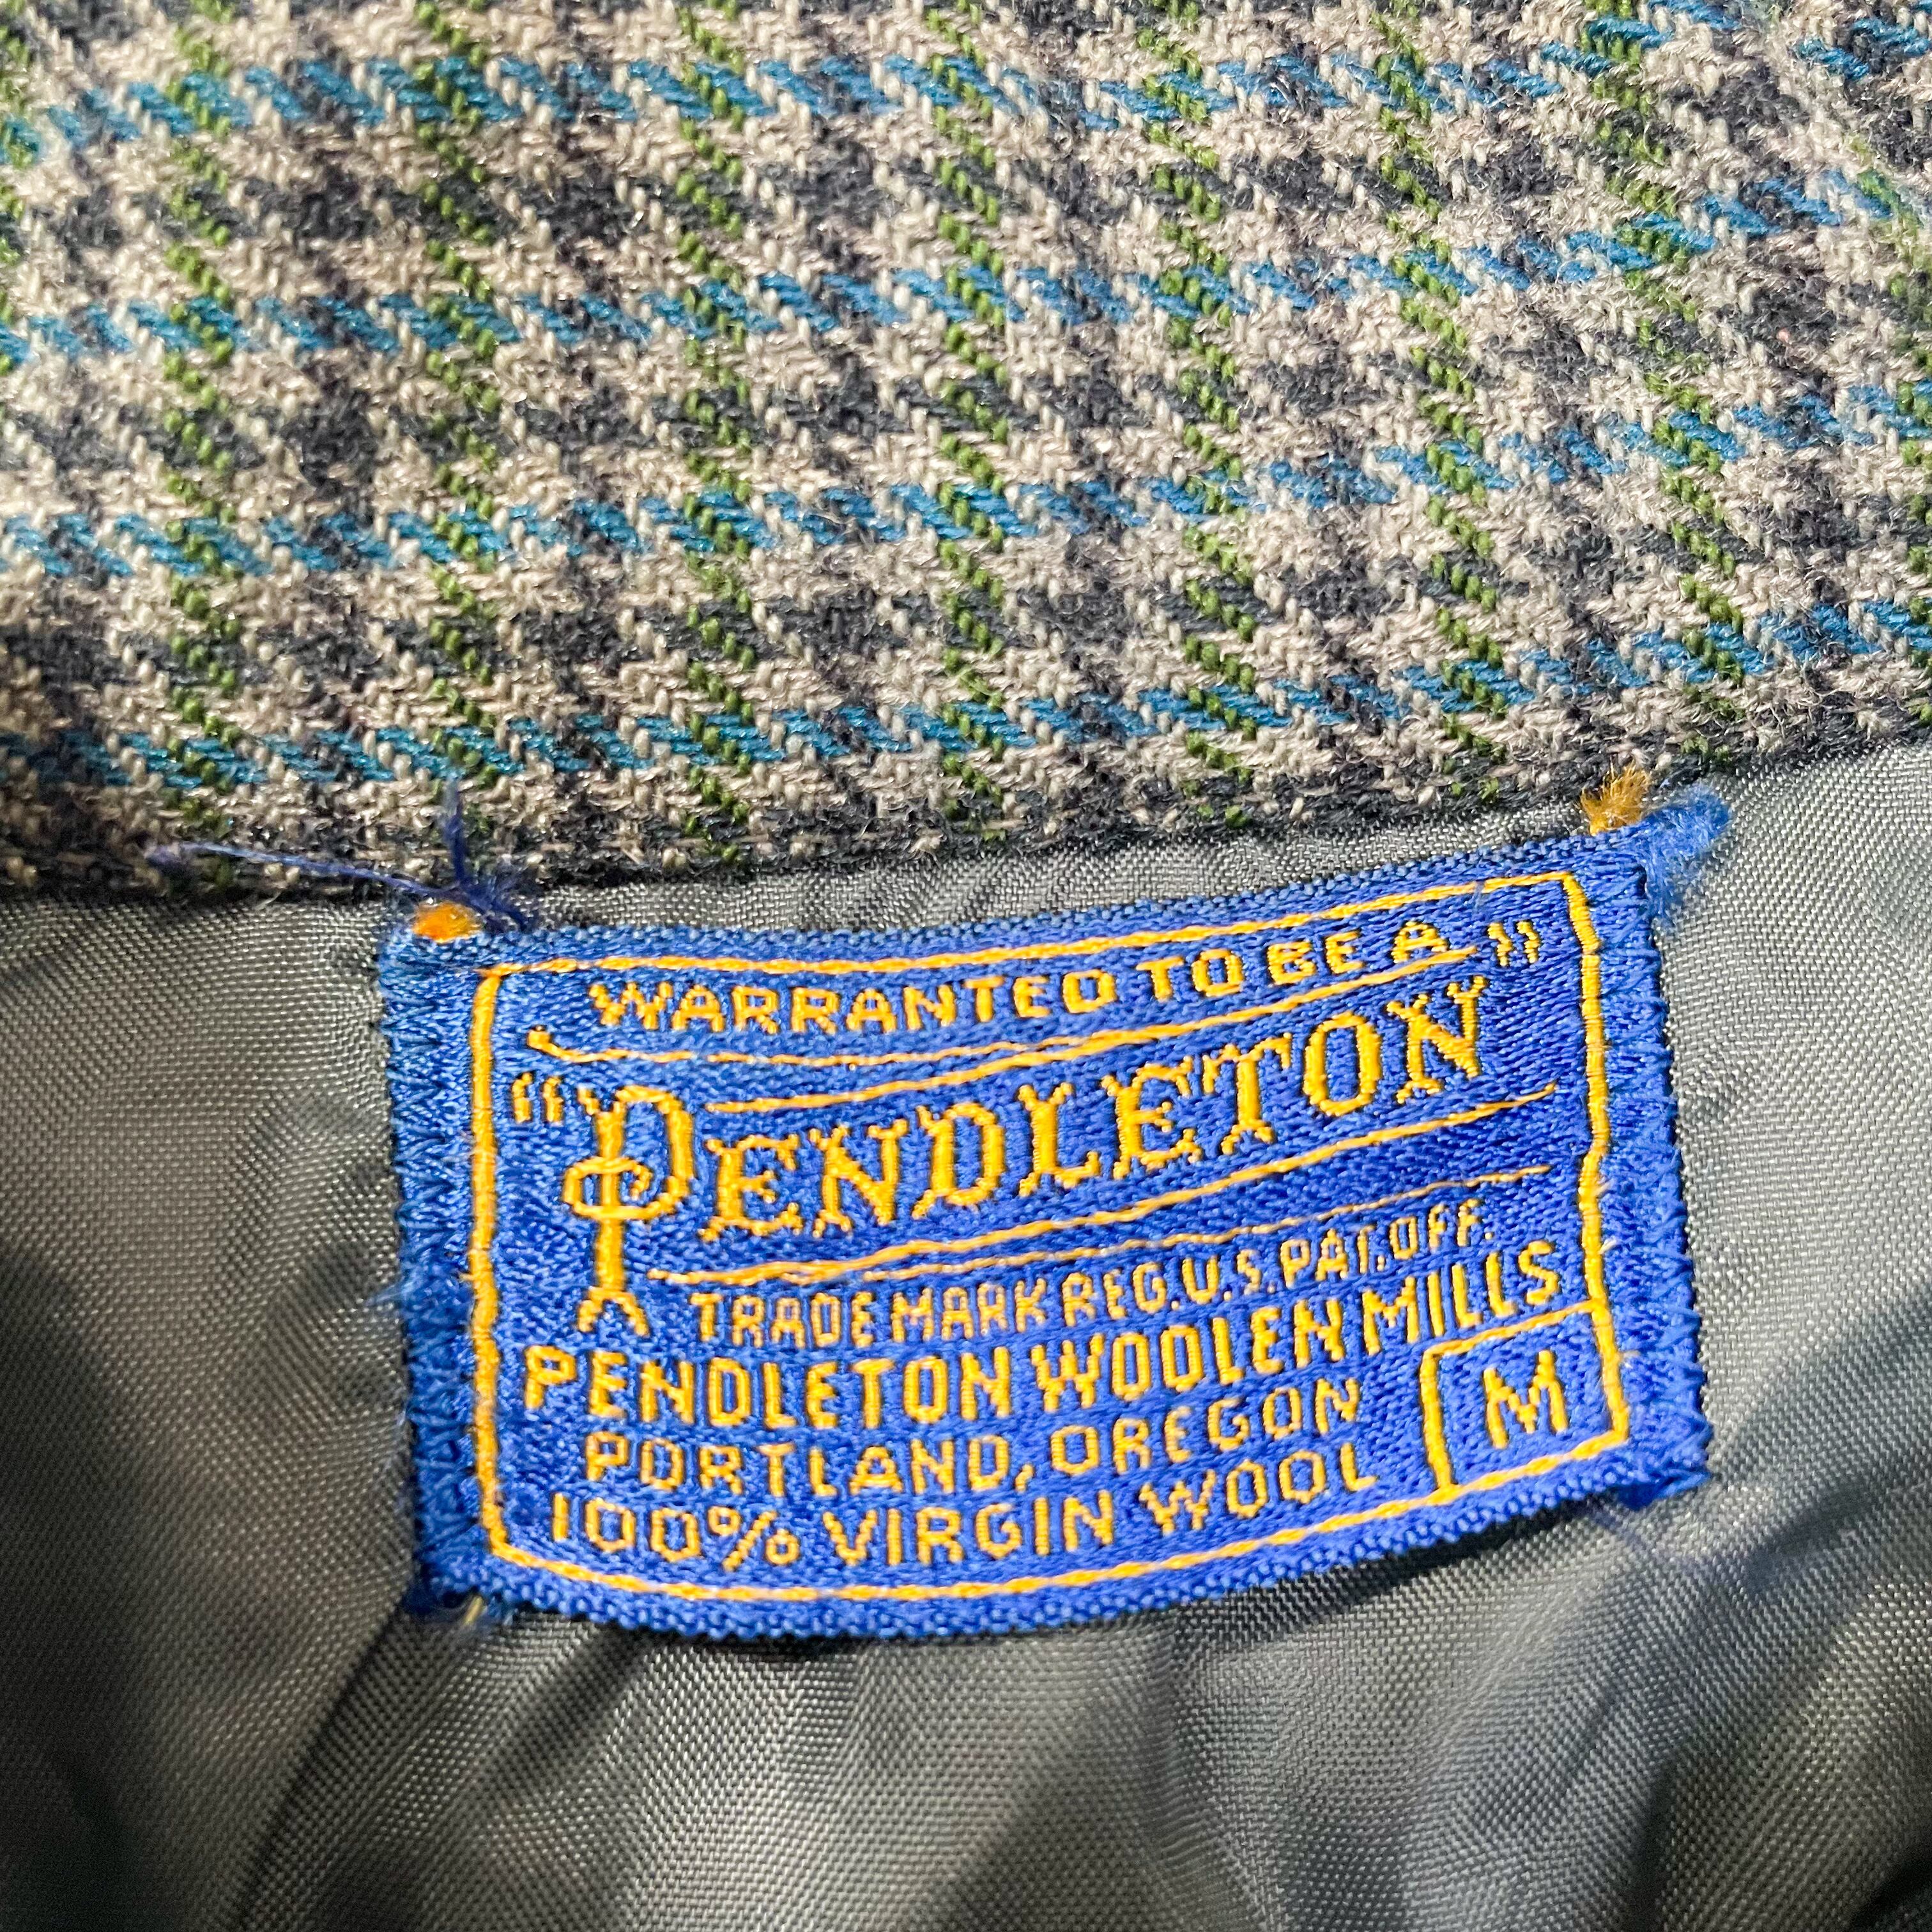 WARRANTED TO BE A
"PENDLETON"
TRADE MARK REG. U.S. PAT. OFF.
PENDLETON WOOLEN MILLS
PORTLAND, OREGON
100% VIRGIN WOOL
M